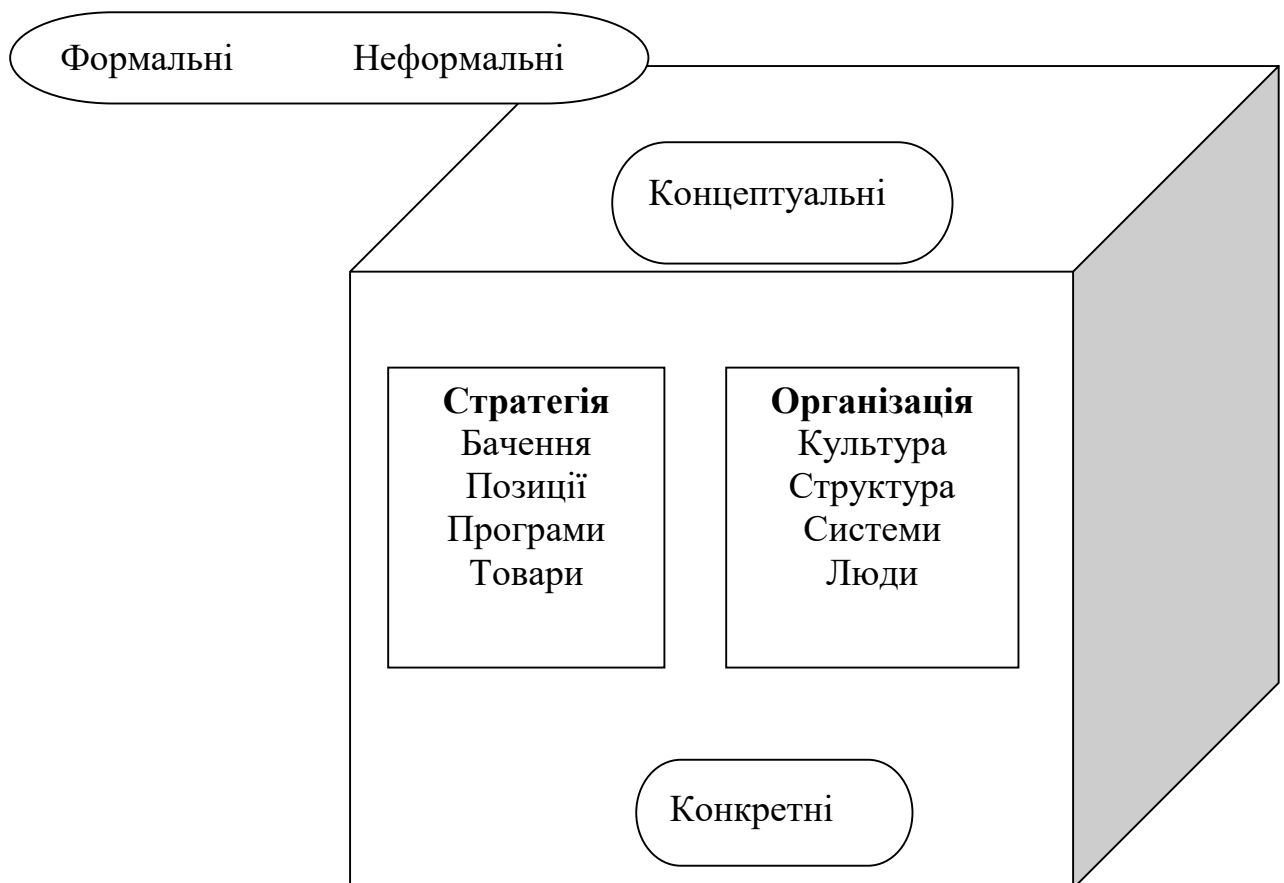 Формальні Неформальні
Концептуальні
Стратегія
Бачення
Позиції
Програми
Товари
Організація
Культура
Структура
Системи
Люди
Конкретні